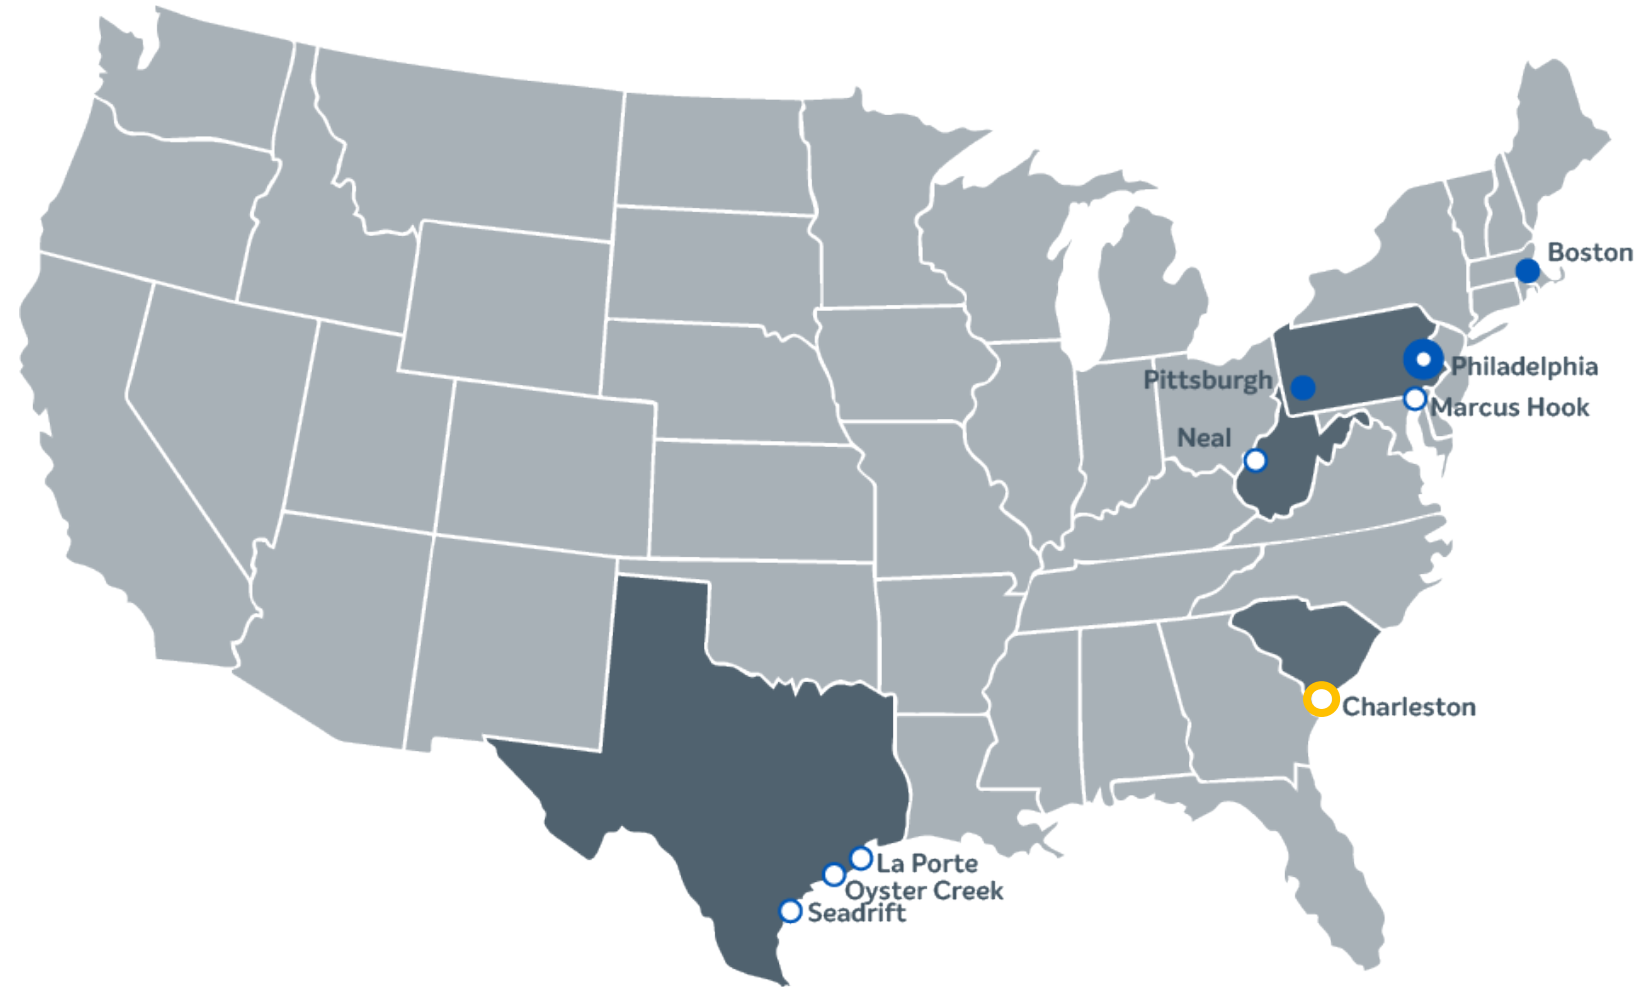 Boston
Philadelphia
Pittsburgh
Marcus Hook
Neal
Charleston
La Porte
Oyster Creek
Seadrift